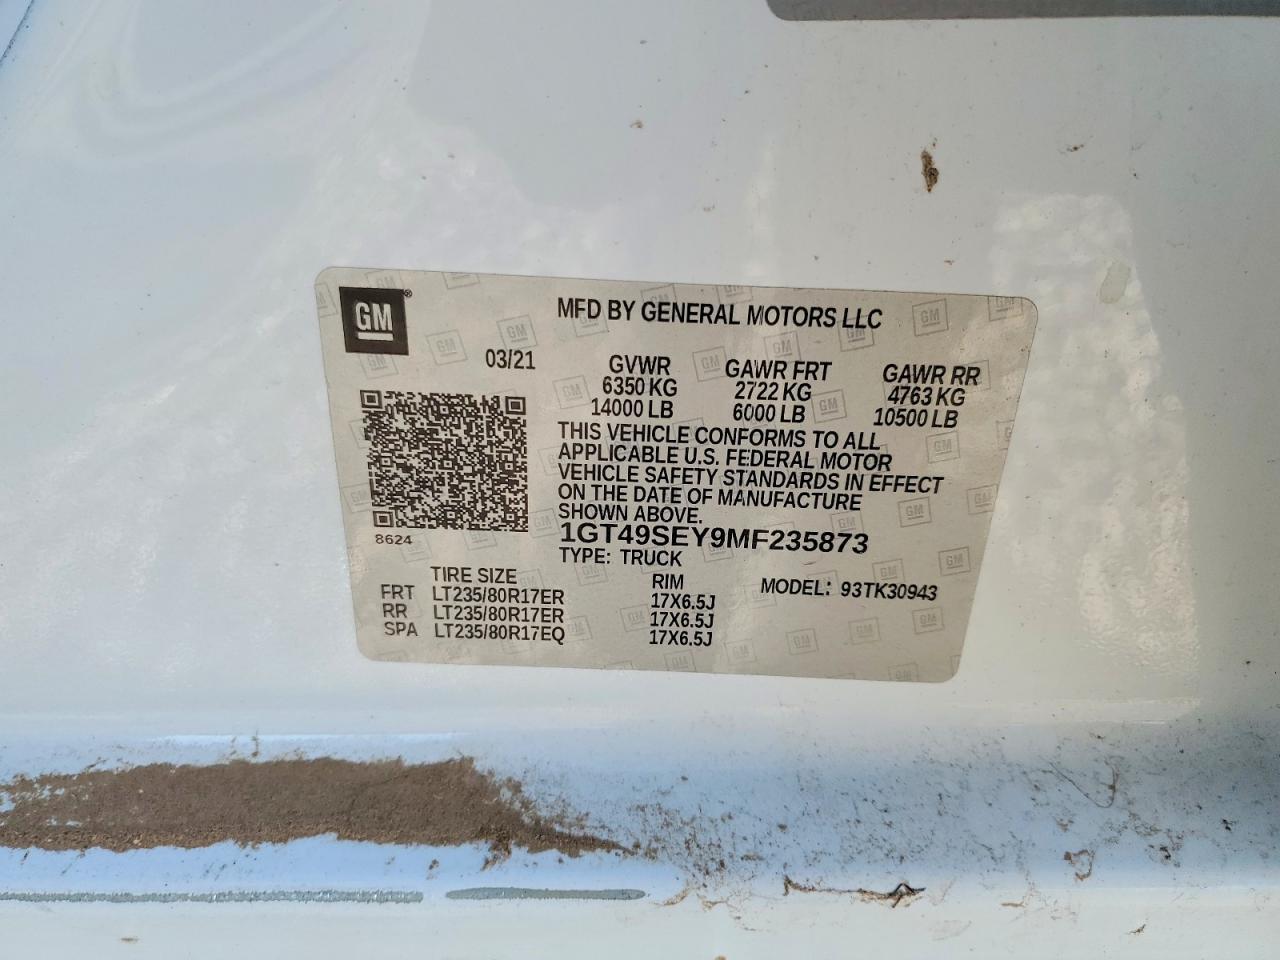 GM®
MFD BY GENERAL MOTORS LLC
03/21 GVWR GAWR FRT GAWR RR
6350 KG 2722 KG 4763 KG
14000 LB 6000 LB 10500 LB
THIS VEHICLE CONFORMS TO ALL
APPLICABLE U.S. FEDERAL MOTOR
VEHICLE SAFETY STANDARDS IN EFFECT
ON THE DATE OF MANUFACTURE
SHOWN ABOVE.
8624
1GT49SEY9MF235873
TYPE: TRUCK
TIRE SIZE RIM MODEL: 93TK30943
FRT LT235/80R17ER 17X6.5J
RR LT235/80R17ER 17X6.5J
SPA LT235/80R17EQ 17X6.5J